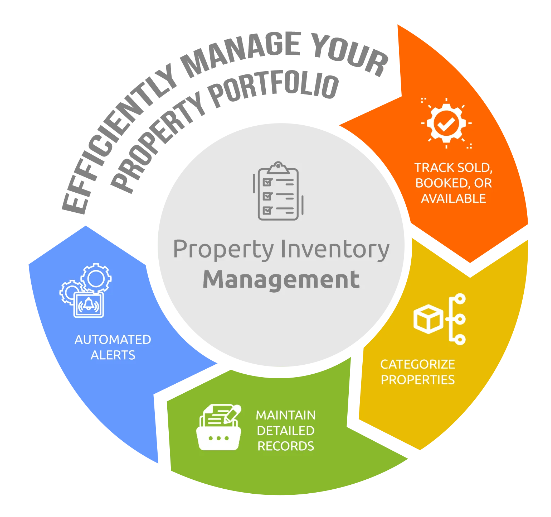 EFFICIENTLY MANAGE YOUR
PROPERTY PORTFOLIO
TRACK SOLD,
BOOKED, OR
AVAILABLE
Property Inventory
Management
CATEGORIZE
PROPERTIES
MAINTAIN
DETAILED
RECORDS
AUTOMATED
ALERTS